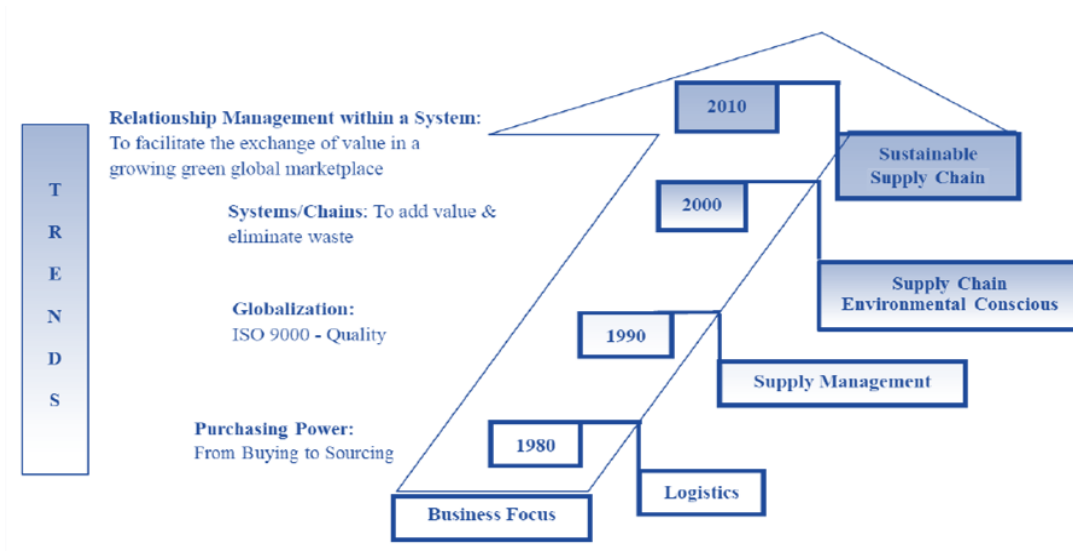 TRENDS
Relationship Management within a System:
To facilitate the exchange of value in a
growing green global marketplace
2010
Sustainable
Supply Chain
Systems/Chains: To add value &
eliminate waste
2000
Supply Chain
Environmental Conscious
Globalization:
ISO 9000 - Quality
1990
Supply Management
Purchasing Power:
From Buying to Sourcing
1980
Logistics
Business Focus